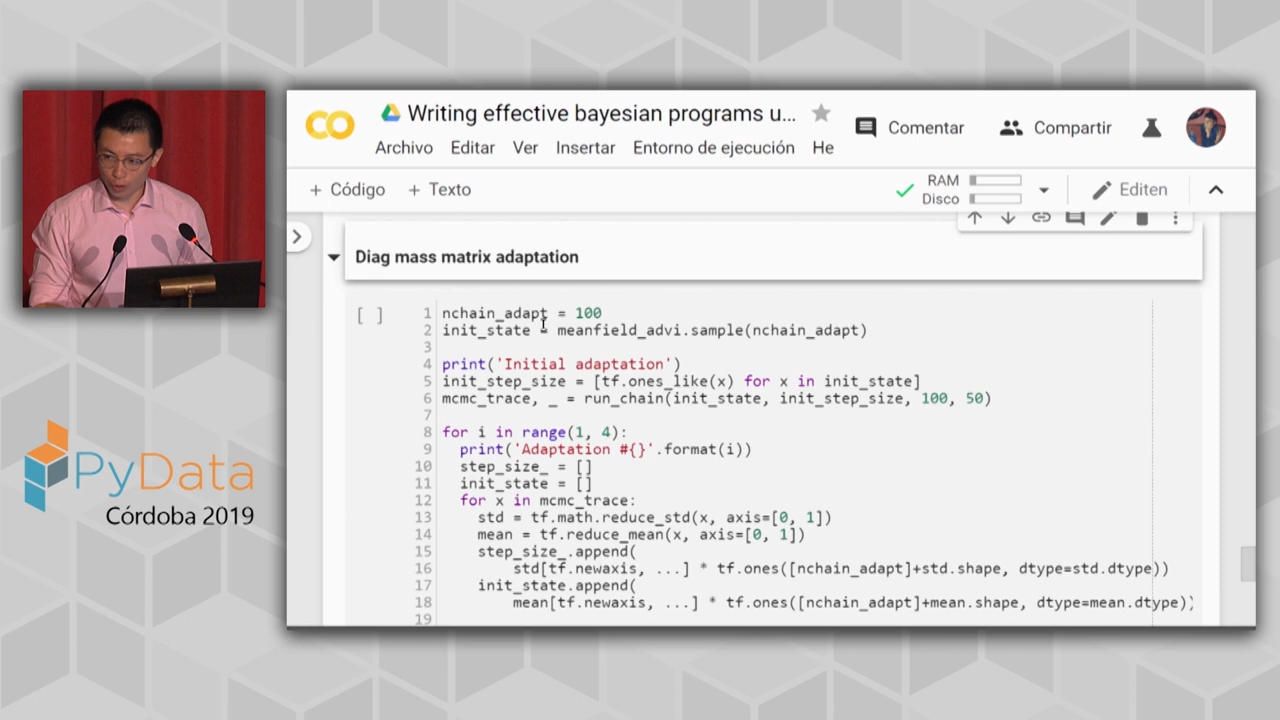 Writing effective bayesian programs u...
Comentar
Compartir
Archivo Editar Ver Insertar Entorno de ejecución He
+ Código + Texto
RAM
Disco
Editen
Diag mass matrix adaptation
[ ]
1 nchain_adapt = 100
2 init_state = meanfield_advi.sample(nchain_adapt)
3
4 print('Initial adaptation')
5 init_step_size = [tf.ones_like(x) for x in init_state]
6 mcmc_trace, _ = run_chain(init_state, init_step_size, 100, 50)
7
8 for i in range(1, 4):
9   print('Adaptation #{}'.format(i))
10   step_size_ = []
11   init_state = []
12   for x in mcmc_trace:
13     std = tf.math.reduce_std(x, axis=[0, 1])
14     mean = tf.reduce_mean(x, axis=[0, 1])
15     step_size_.append(
16         std[tf.newaxis, ...] * tf.ones([nchain_adapt]+std.shape, dtype=std.dtype))
17     init_state.append(
18         mean[tf.newaxis, ...] * tf.ones([nchain_adapt]+mean.shape, dtype=mean.dtype))
19
PyData
Córdoba 2019